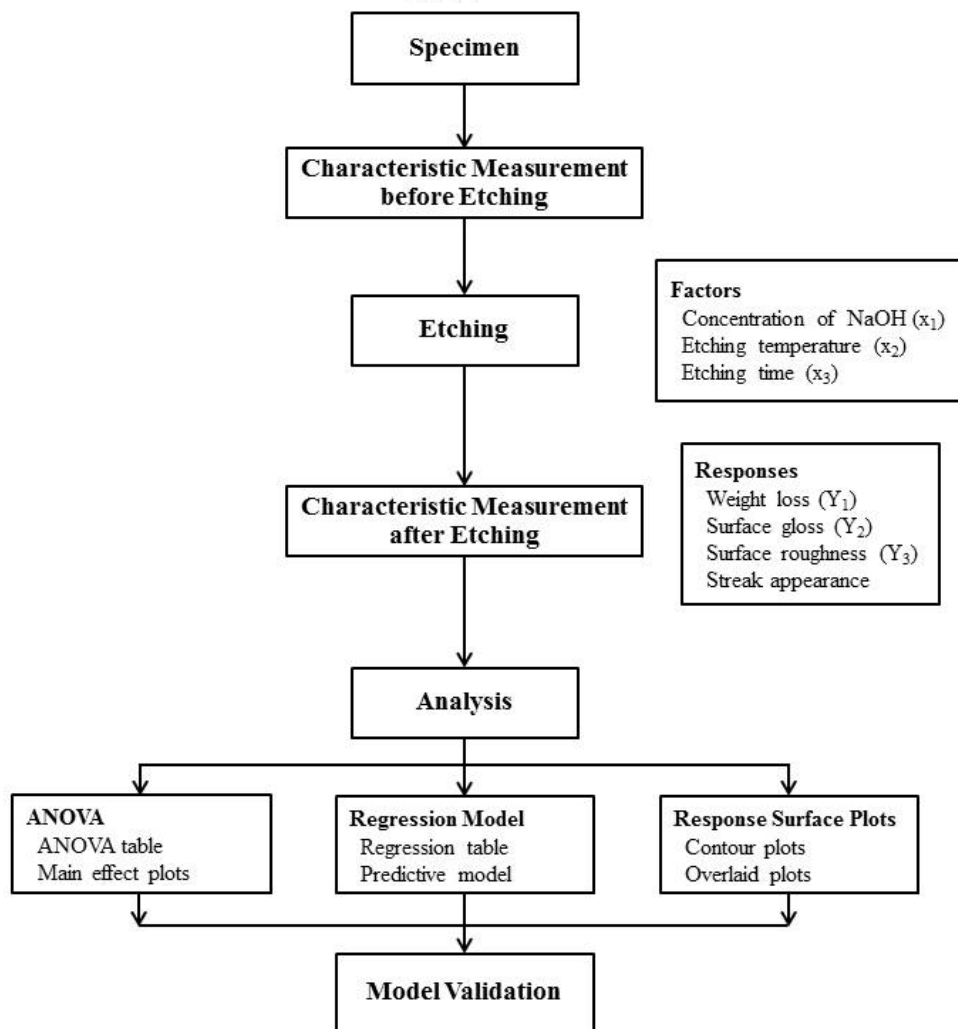 Specimen
Characteristic Measurement
before Etching
Etching
Factors
Concentration of NaOH (x₁)
Etching temperature (x₂)
Etching time (x₃)
Responses
Weight loss (Y₁)
Surface gloss (Y₂)
Surface roughness (Y₃)
Streak appearance
Characteristic Measurement
after Etching
Analysis
ANOVA
ANOVA table
Main effect plots
Regression Model
Regression table
Predictive model
Response Surface Plots
Contour plots
Overlaid plots
Model Validation